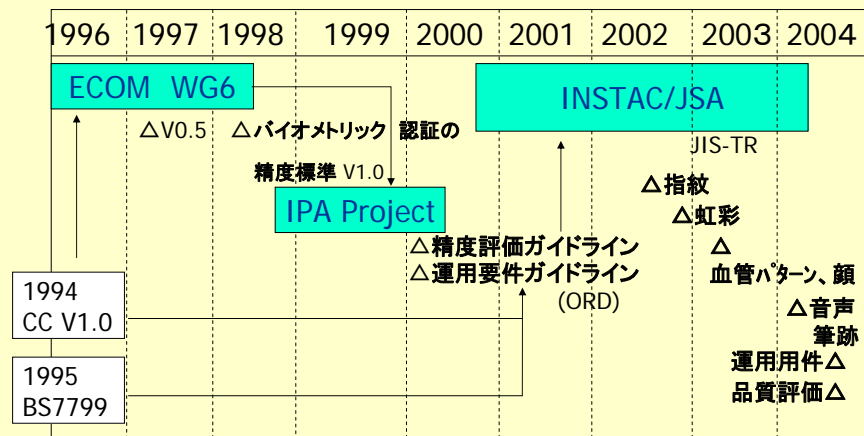 1996 1997 1998 1999 2000 2001 2002 2003 2004
ECOM WG6
INSTAC/JSA
△V0.5
△バイオメトリック 認証の
精度標準 V1.0
JIS-TR
IPA Project
△指紋
△虹彩
△精度評価ガイドライン
△
△運用要件ガイドライン
血管パターン、顔
(ORD)
1994
CC V1.0
△音声
筆跡
運用用件△
1995
BS7799
品質評価△